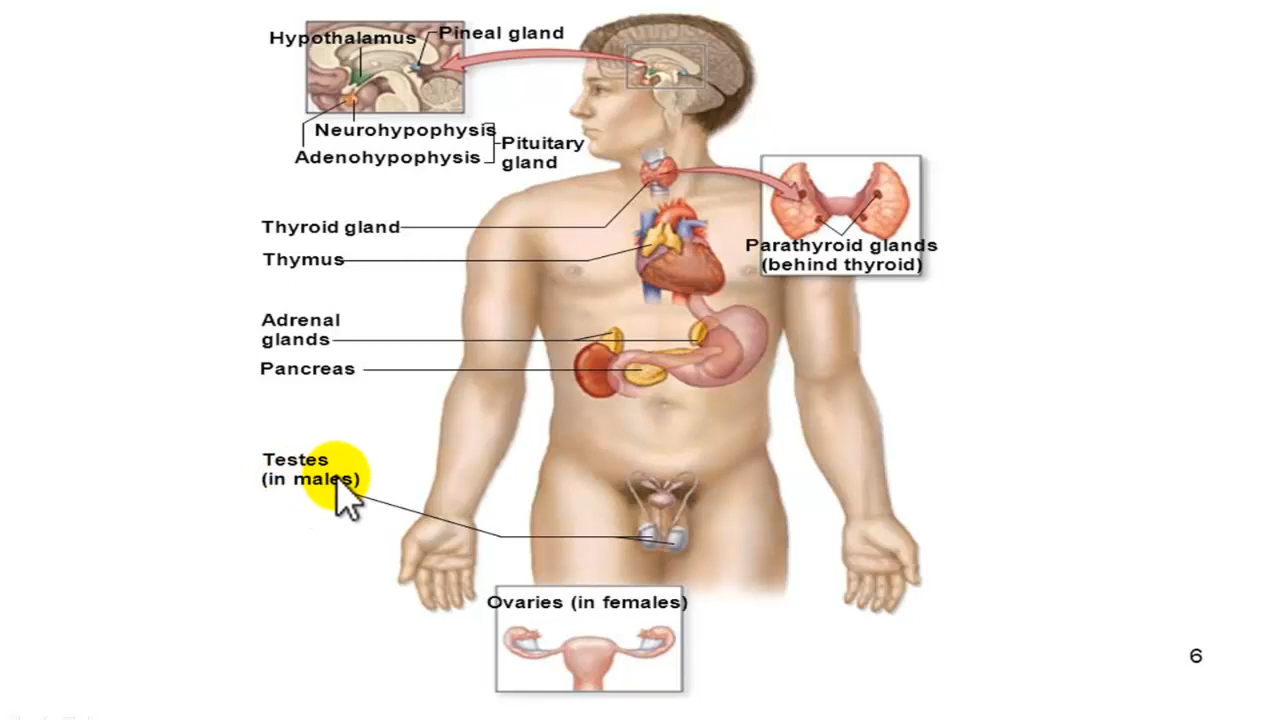 Hypothalamus
Pineal gland
Neurohypophysis
Adenohypophysis
Pituitary
gland
Thyroid gland
Thymus
Parathyroid glands
(behind thyroid)
Adrenal
glands
Pancreas
Testes
(in males)
Ovaries (in females)
6